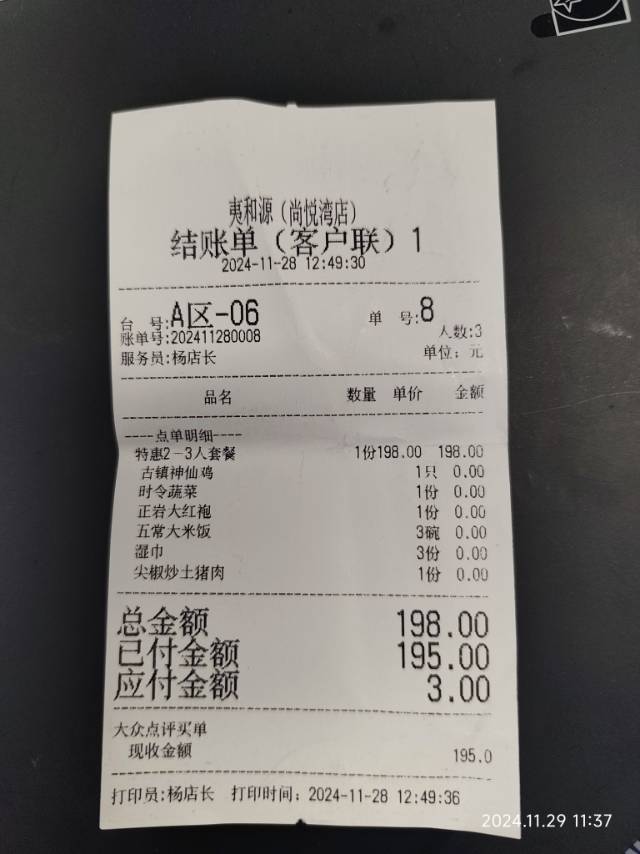 夷和源（尚悦湾店）
结账单（客户联）1
2024-11-28 12:49:30
台 号:A区-06 单 号:8
账单号:202411280008 人数:3
服务员:杨店长 单位：元
品名 数量 单价 金额
----点单明细----
特惠2－3人套餐 1份198.00 198.00
古镇神仙鸡 1只 0.00
时令蔬菜 1份 0.00
正岩大红袍 1份 0.00
五常大米饭 3碗 0.00
湿巾 3份 0.00
尖椒炒土猪肉 1份 0.00
总金额 198.00
已付金额 195.00
应付金额 3.00
大众点评买单
现收金额 195.0
打印员:杨店长 打印时间：2024-11-28 12:49:36
2024.11.29 11:37